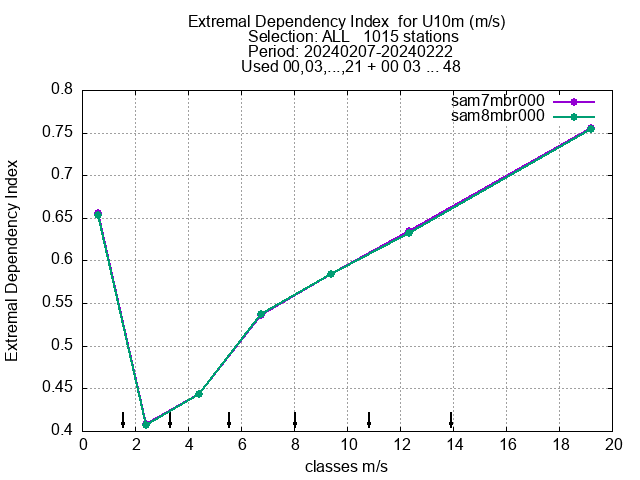 Extremal Dependency Index  for U10m (m/s)
Selection: ALL   1015 stations
Period: 20240207-20240222
Used 00,03,...,21 + 00 03 ... 48
sam7mbr000
sam8mbr000
0.8
0.75
0.7
0.65
0.6
0.55
0.5
0.45
0.4
Extremal Dependency Index
0 2 4 6 8 10 12 14 16 18 20
classes m/s